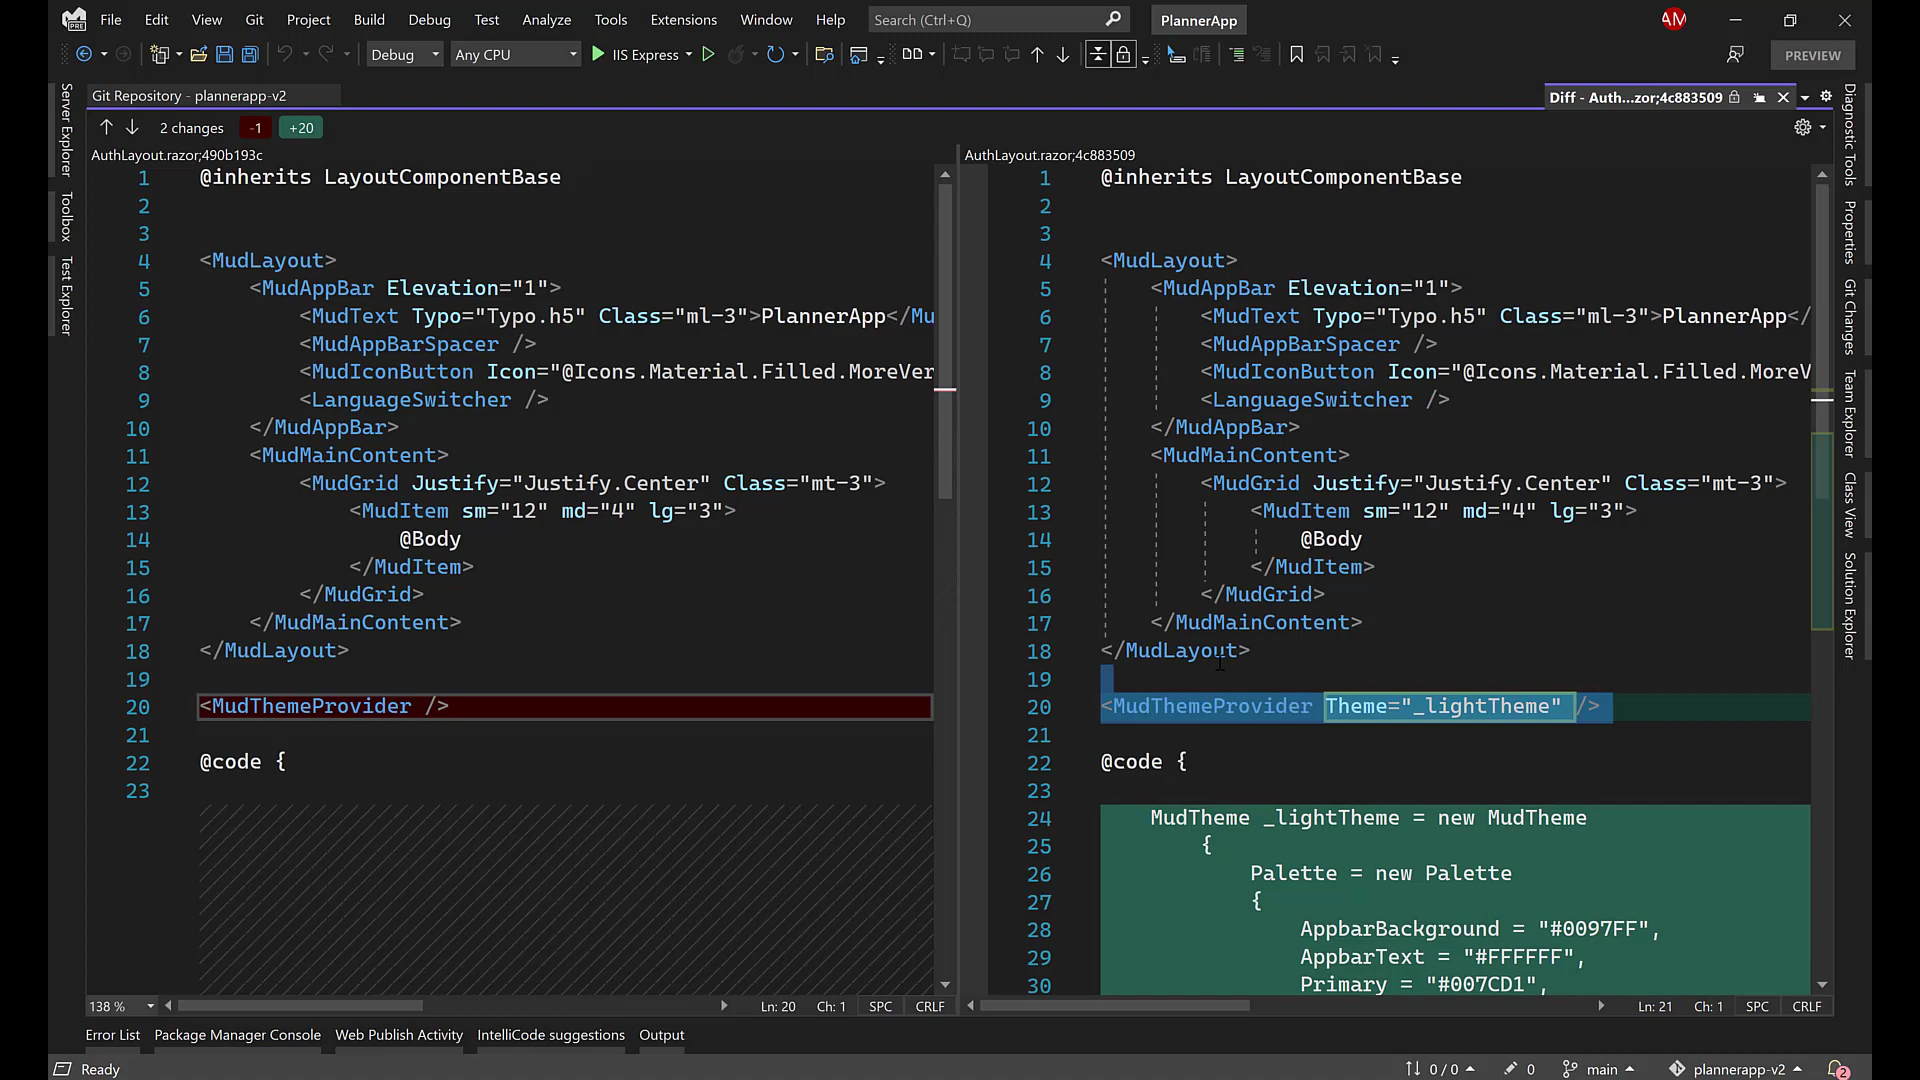 File Edit View Git Project Build Debug Test Analyze Tools Extensions Window Help Search (Ctrl+Q) PlannerApp AM
Debug Any CPU IIS Express PREVIEW
Git Repository - plannerapp-v2
Diff - Auth...zor;4c883509
2 changes -1 +20
AuthLayout.razor;490b193c
1 @inherits LayoutComponentBase
2
3
4 <MudLayout>
5 <MudAppBar Elevation="1">
6 <MudText Typo="Typo.h5" Class="ml-3">PlannerApp</Mu
7 <MudAppBarSpacer />
8 <MudIconButton Icon="@Icons.Material.Filled.MoreVer
9 <LanguageSwitcher />
10 </MudAppBar>
11 <MudMainContent>
12 <MudGrid Justify="Justify.Center" Class="mt-3">
13 <MudItem sm="12" md="4" lg="3">
14 @Body
15 </MudItem>
16 </MudGrid>
17 </MudMainContent>
18 </MudLayout>
19
20 <MudThemeProvider />
21
22 @code {
23
138 % Ln: 20 Ch: 1 SPC CRLF
AuthLayout.razor;4c883509
1 @inherits LayoutComponentBase
2
3
4 <MudLayout>
5 <MudAppBar Elevation="1">
6 <MudText Typo="Typo.h5" Class="ml-3">PlannerApp</
7 <MudAppBarSpacer />
8 <MudIconButton Icon="@Icons.Material.Filled.MoreV
9 <LanguageSwitcher />
10 </MudAppBar>
11 <MudMainContent>
12 <MudGrid Justify="Justify.Center" Class="mt-3">
13 <MudItem sm="12" md="4" lg="3">
14 @Body
15 </MudItem>
16 </MudGrid>
17 </MudMainContent>
18 </MudLayout>
19
20 <MudThemeProvider Theme="_lightTheme" />
21
22 @code {
23
24 MudTheme _lightTheme = new MudTheme
25 {
26 Palette = new Palette
27 {
28 AppbarBackground = "#0097FF",
29 AppbarText = "#FFFFFF",
30 Primary = "#007CD1",
Ln: 21 Ch: 1 SPC CRLF
Server Explorer
Toolbox
Test Explorer
Diagnostic Tools
Properties
Git Changes
Team Explorer
Class View
Solution Explorer
Error List Package Manager Console Web Publish Activity IntelliCode suggestions Output
Ready 0 / 0 0 main plannerapp-v2 2